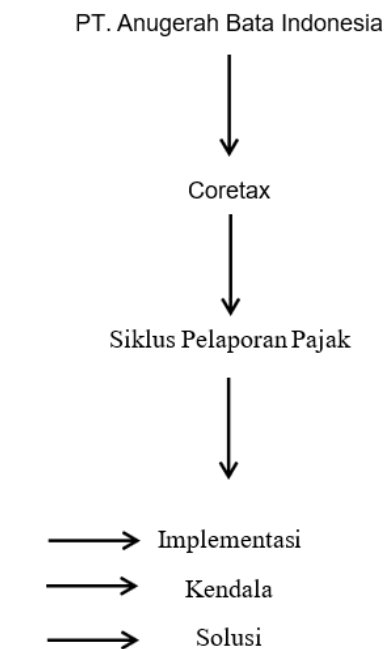 PT. Anugerah Bata Indonesia
Coretax
Siklus Pelaporan Pajak
Implementasi
Kendala
Solusi